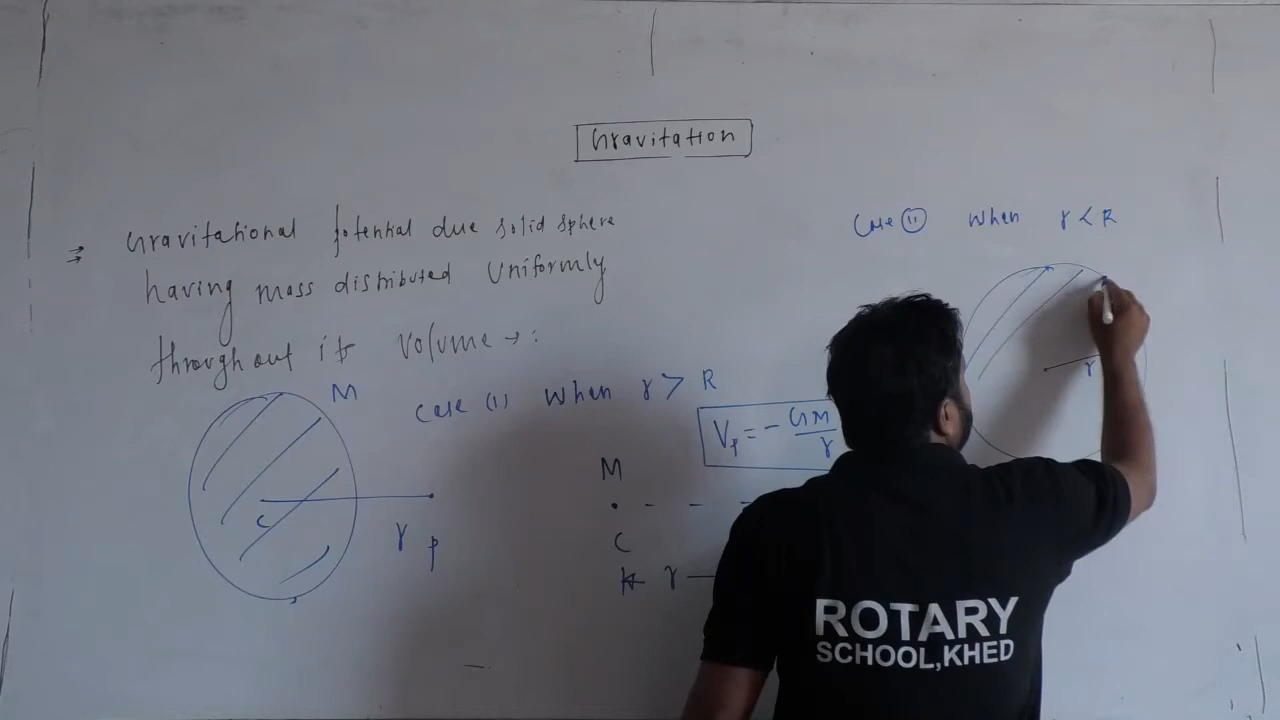 Gravitation
⇒ Gravitational potential due solid sphere
having mass distributed Uniformly
throughout its Volume → :
M
C
r
P
Case (1) When r > R
Vp = - GM/r
M
C
r
Case (ii) When r < R
r
ROTARY
SCHOOL,KHED